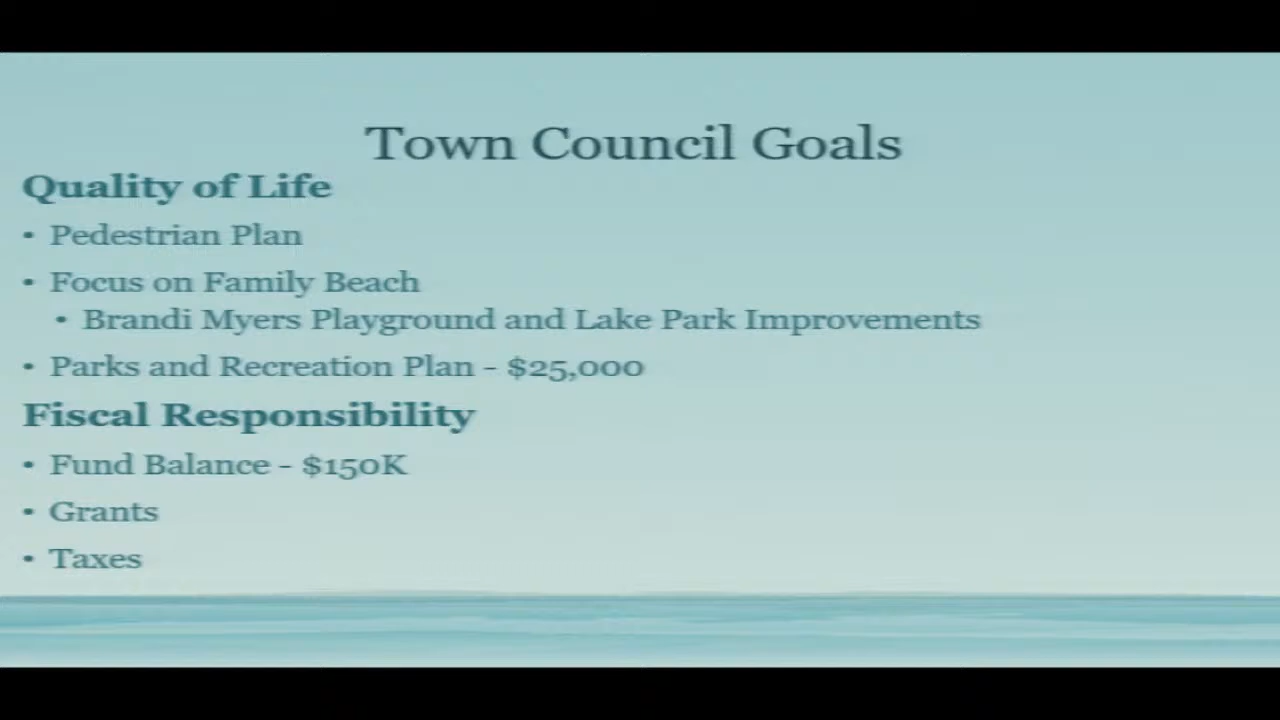 Town Council Goals
Quality of Life
• Pedestrian Plan
• Focus on Family Beach
• Brandi Myers Playground and Lake Park Improvements
• Parks and Recreation Plan - $25,000
Fiscal Responsibility
• Fund Balance - $150K
• Grants
• Taxes